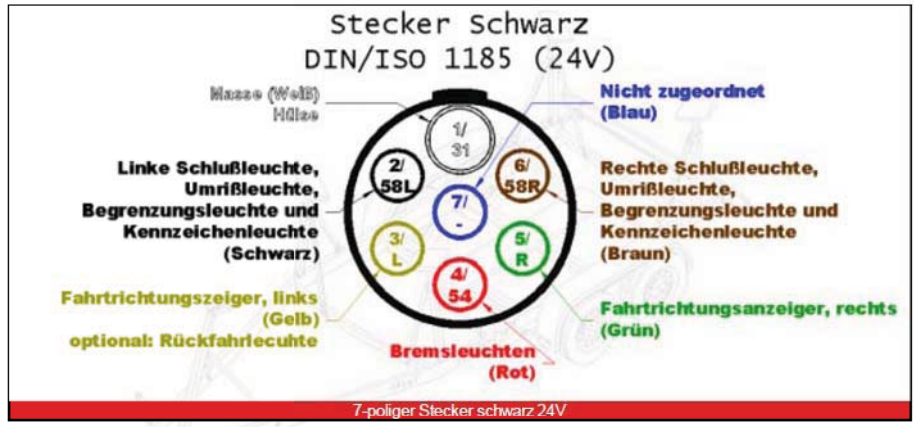 Stecker Schwarz
DIN/ISO 1185 (24V)
Masse (Weiß)
Hülse
Nicht zugeordnet
(Blau)
1/
31
Linke Schlußleuchte,
Umrißleuchte,
Begrenzungsleuchte und
Kennzeichenleuchte
(Schwarz)
2/
58L
6/
58R
Rechte Schlußleuchte,
Umrißleuchte,
Begrenzungsleuchte und
Kennzeichenleuchte
(Braun)
7/
-
3/
L
5/
R
4/
54
Fahrtrichtungszeiger, links
(Gelb)
optional: Rückfahrlecuhte
Fahrtrichtungsanzeiger, rechts
(Grün)
Bremsleuchten
(Rot)
7-poliger Stecker schwarz 24V